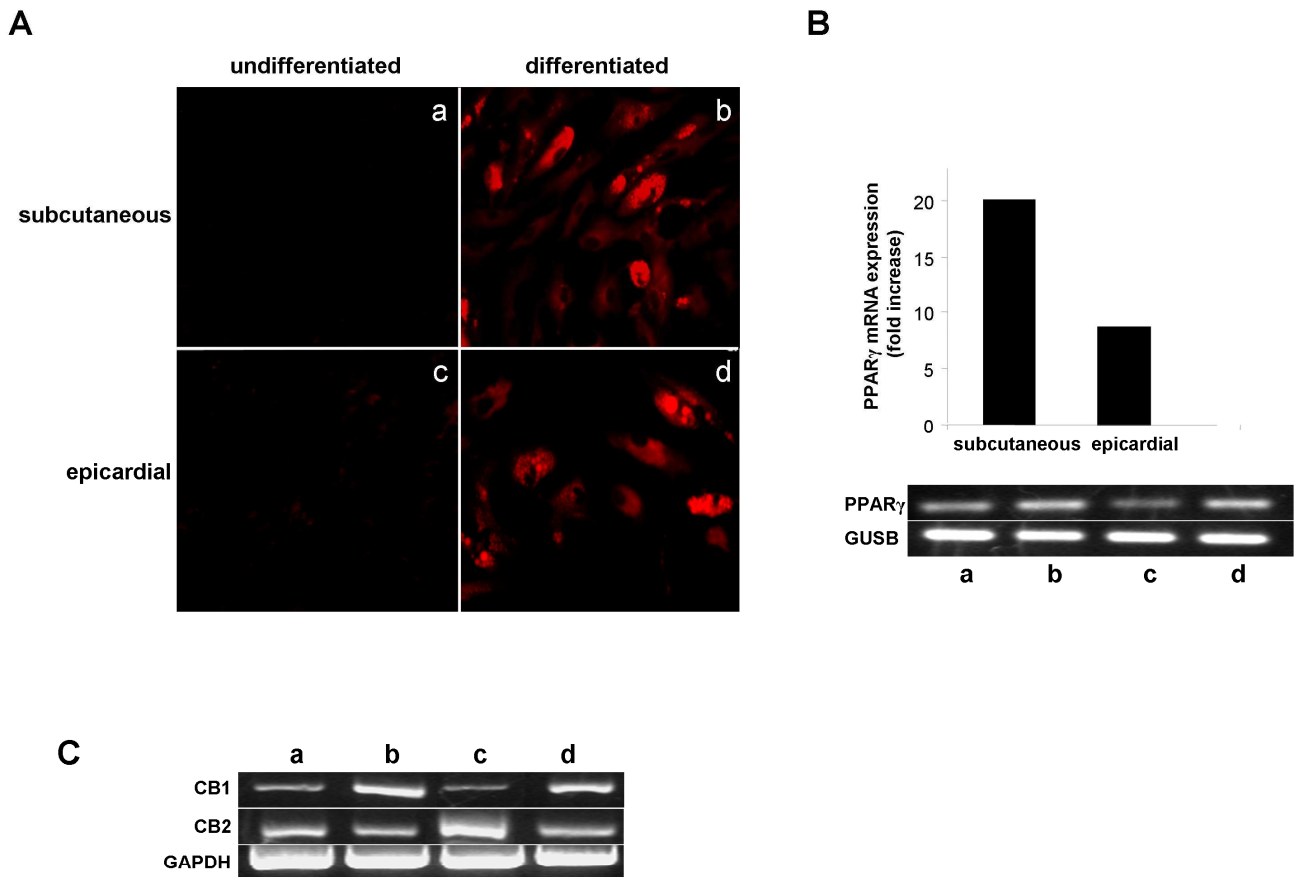 A
B
undifferentiated differentiated
a b
subcutaneous
c d
epicardial
PPARγ mRNA expression
(fold increase)
20
15
10
5
0
subcutaneous epicardial
PPARγ
GUSB
a b c d
C
a b c d
CB1
CB2
GAPDH